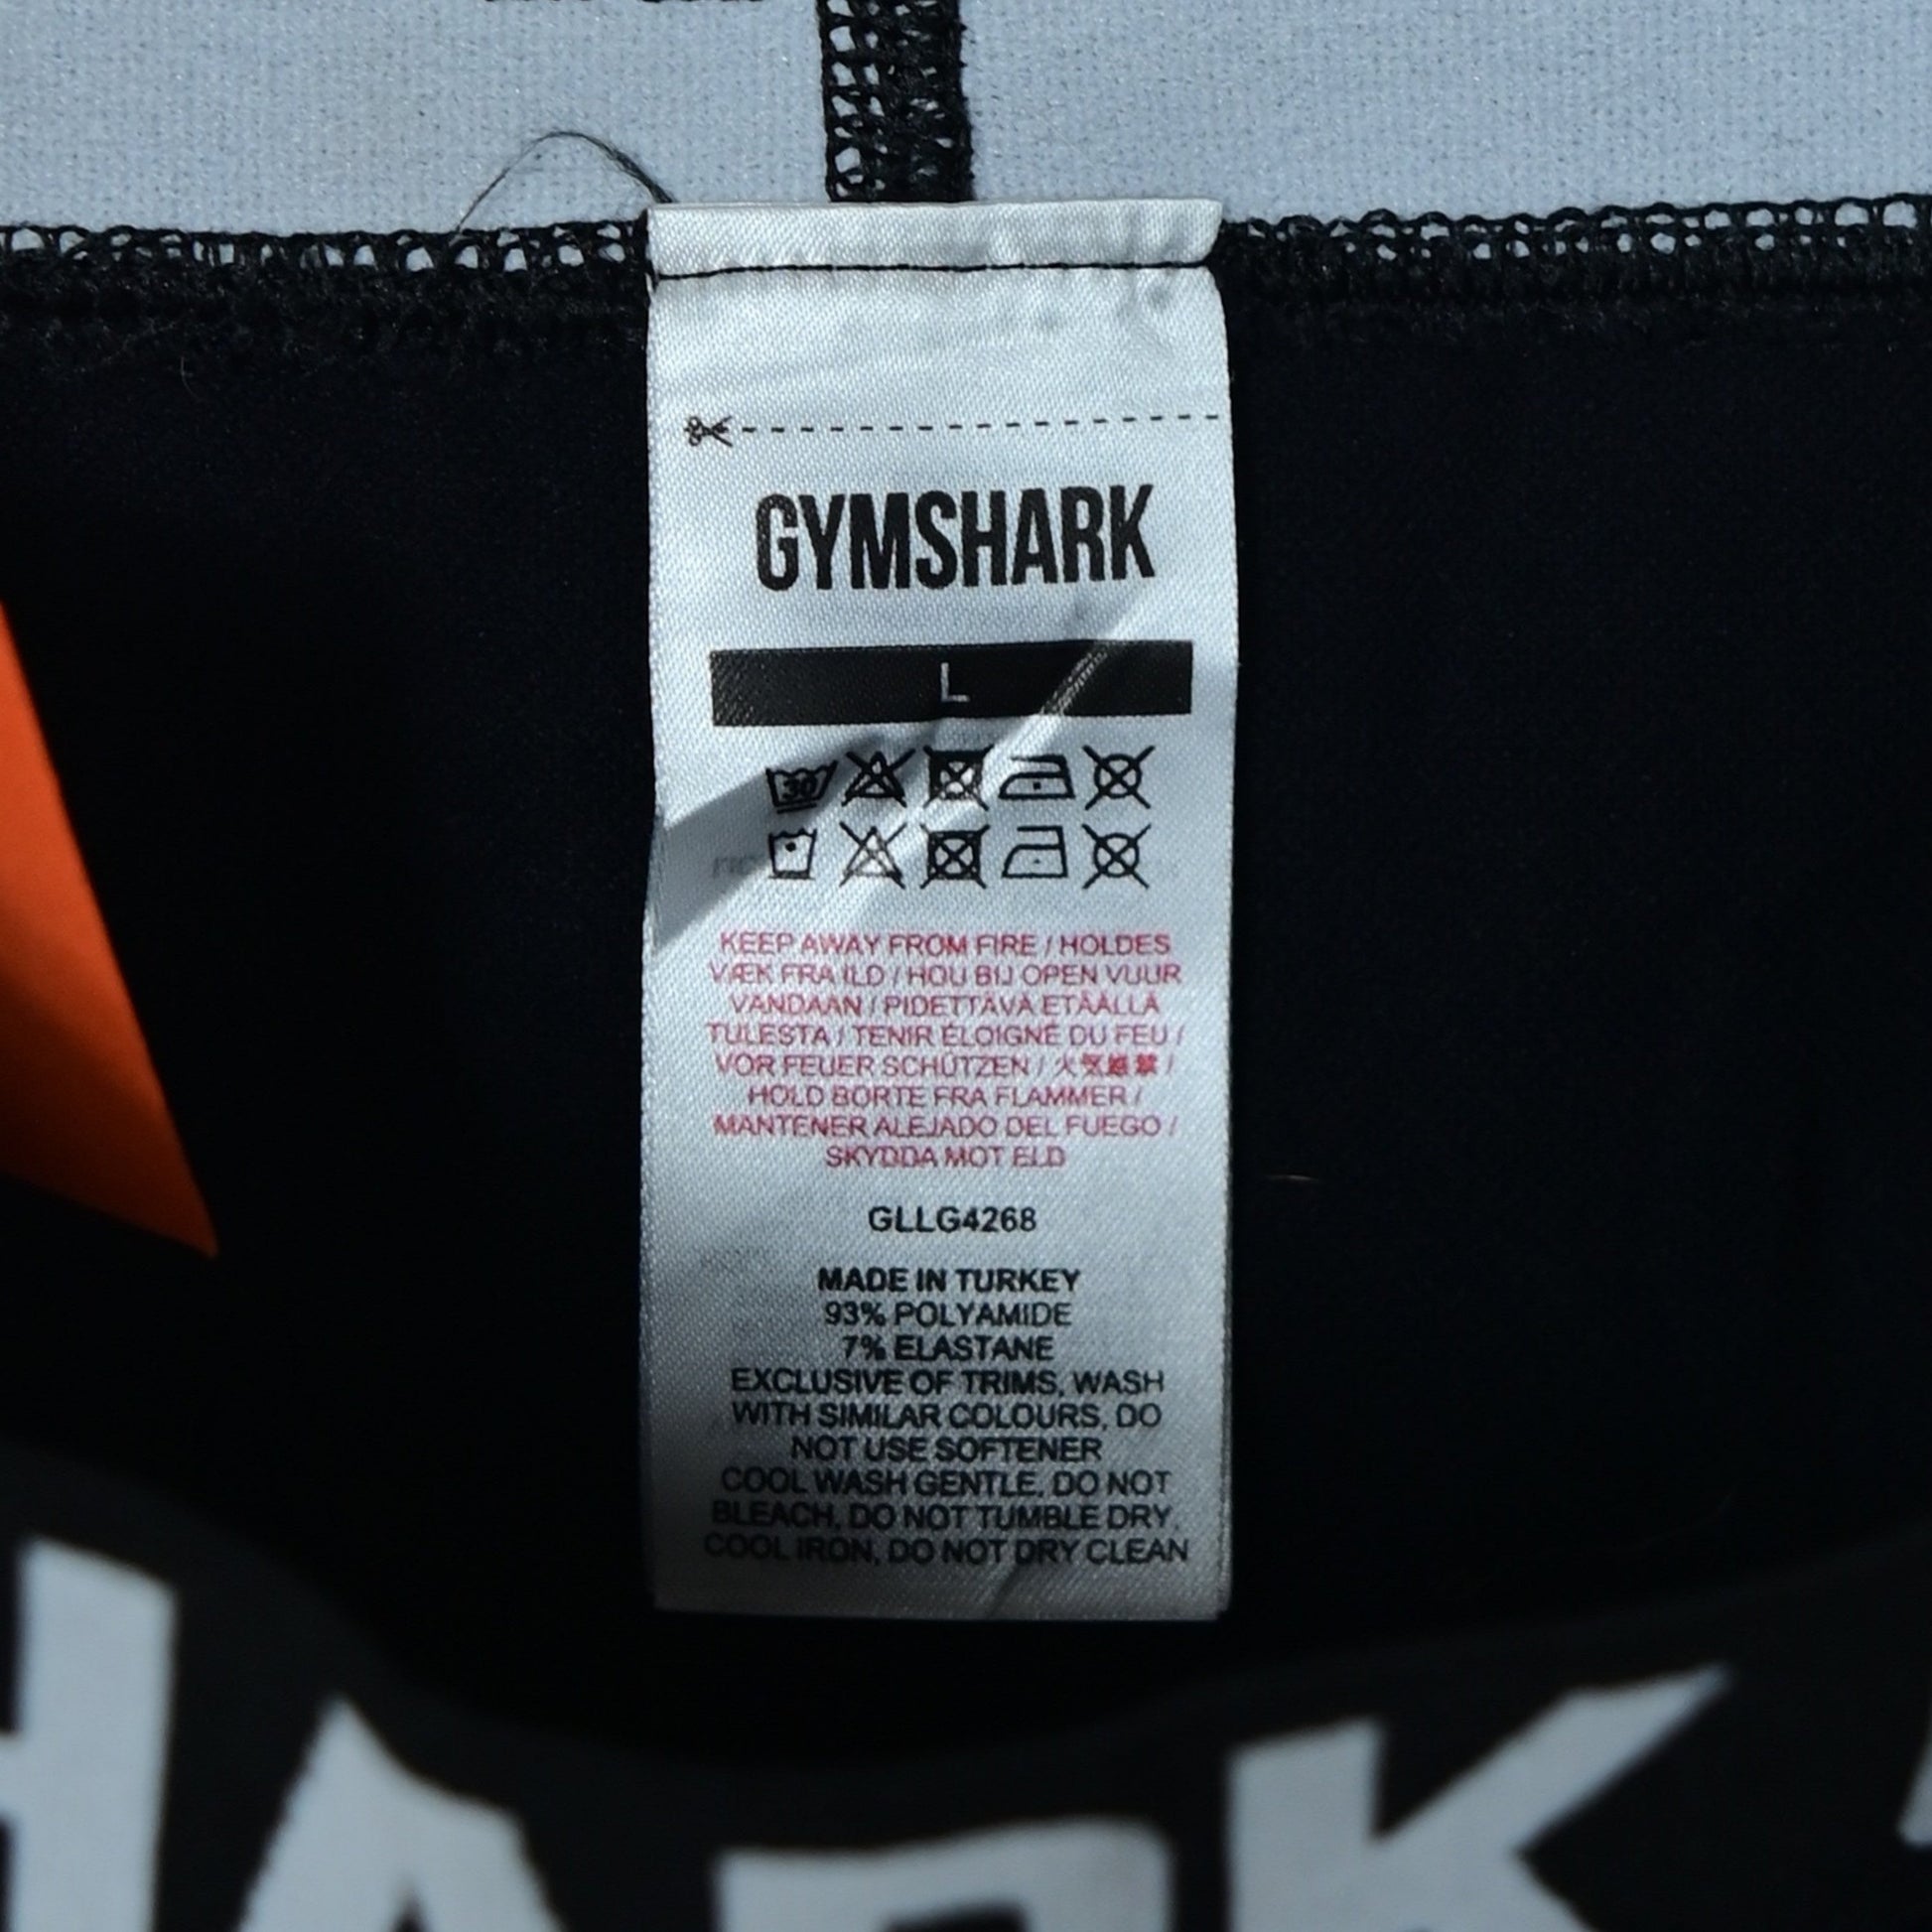 GYMSHARK
L
30
KEEP AWAY FROM FIRE / HOLDES
VÆK FRA ILD / HOU BIJ OPEN VUUR
VANDAAN / PIDETTÄVÄ ETÄÄLLÄ
TULESTA / TENIR ÉLOIGNÉ DU FEU /
VOR FEUER SCHÜTZEN / 火気厳禁 /
HOLD BORTE FRA FLAMMER /
MANTENER ALEJADO DEL FUEGO /
SKYDDA MOT ELD
GLLG4268
MADE IN TURKEY
93% POLYAMIDE
7% ELASTANE
EXCLUSIVE OF TRIMS, WASH
WITH SIMILAR COLOURS, DO
NOT USE SOFTENER
COOL WASH GENTLE, DO NOT
BLEACH, DO NOT TUMBLE DRY,
COOL IRON, DO NOT DRY CLEAN
HARK